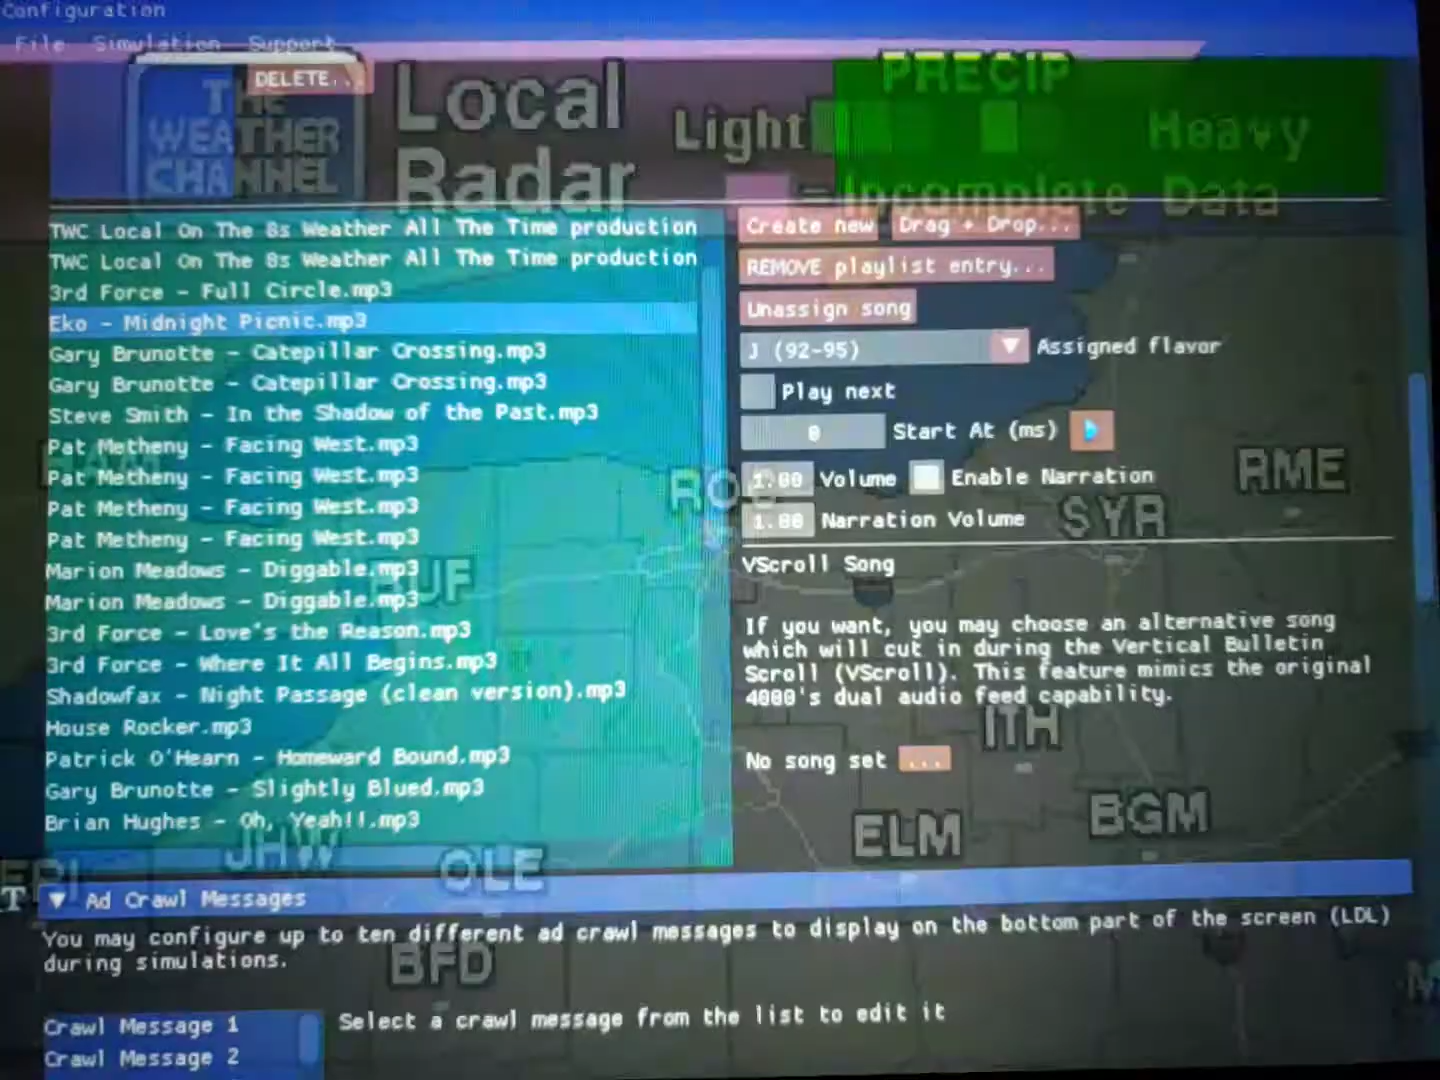 Configuration
File Simulation Support
DELETE...
THE
WEATHER
CHANNEL
Local
Radar
PRECIP
Light
Heavy
= Incomplete Data
TWC Local On The 8s Weather All The Time production
TWC Local On The 8s Weather All The Time production
3rd Force - Full Circle.mp3
Eko - Midnight Picnic.mp3
Gary Brunotte - Catepillar Crossing.mp3
Gary Brunotte - Catepillar Crossing.mp3
Steve Smith - In the Shadow of the Past.mp3
Pat Metheny - Facing West.mp3
Pat Metheny - Facing West.mp3
Pat Metheny - Facing West.mp3
Pat Metheny - Facing West.mp3
Marion Meadows - Diggable.mp3
Marion Meadows - Diggable.mp3
3rd Force - Love's the Reason.mp3
3rd Force - Where It All Begins.mp3
Shadowfax - Night Passage (clean version).mp3
House Rocker.mp3
Patrick O'Hearn - Homeward Bound.mp3
Gary Brunotte - Slightly Blued.mp3
Brian Hughes - Oh, Yeah!!.mp3
Create new Drag + Drop...
REMOVE playlist entry...
Unassign song
J (92-95) Assigned flavor
Play next
0 Start At (ms)
1.00 Volume Enable Narration
1.00 Narration Volume
VScroll Song
If you want, you may choose an alternative song
which will cut in during the Vertical Bulletin
Scroll (VScroll). This feature mimics the original
4000's dual audio feed capability.
No song set ...
RME
SYR
BUF
ITH
BGM
ELM
JHW
OLE
BFD
Ad Crawl Messages
You may configure up to ten different ad crawl messages to display on the bottom part of the screen (LDL)
during simulations.
Crawl Message 1
Crawl Message 2
Select a crawl message from the list to edit it